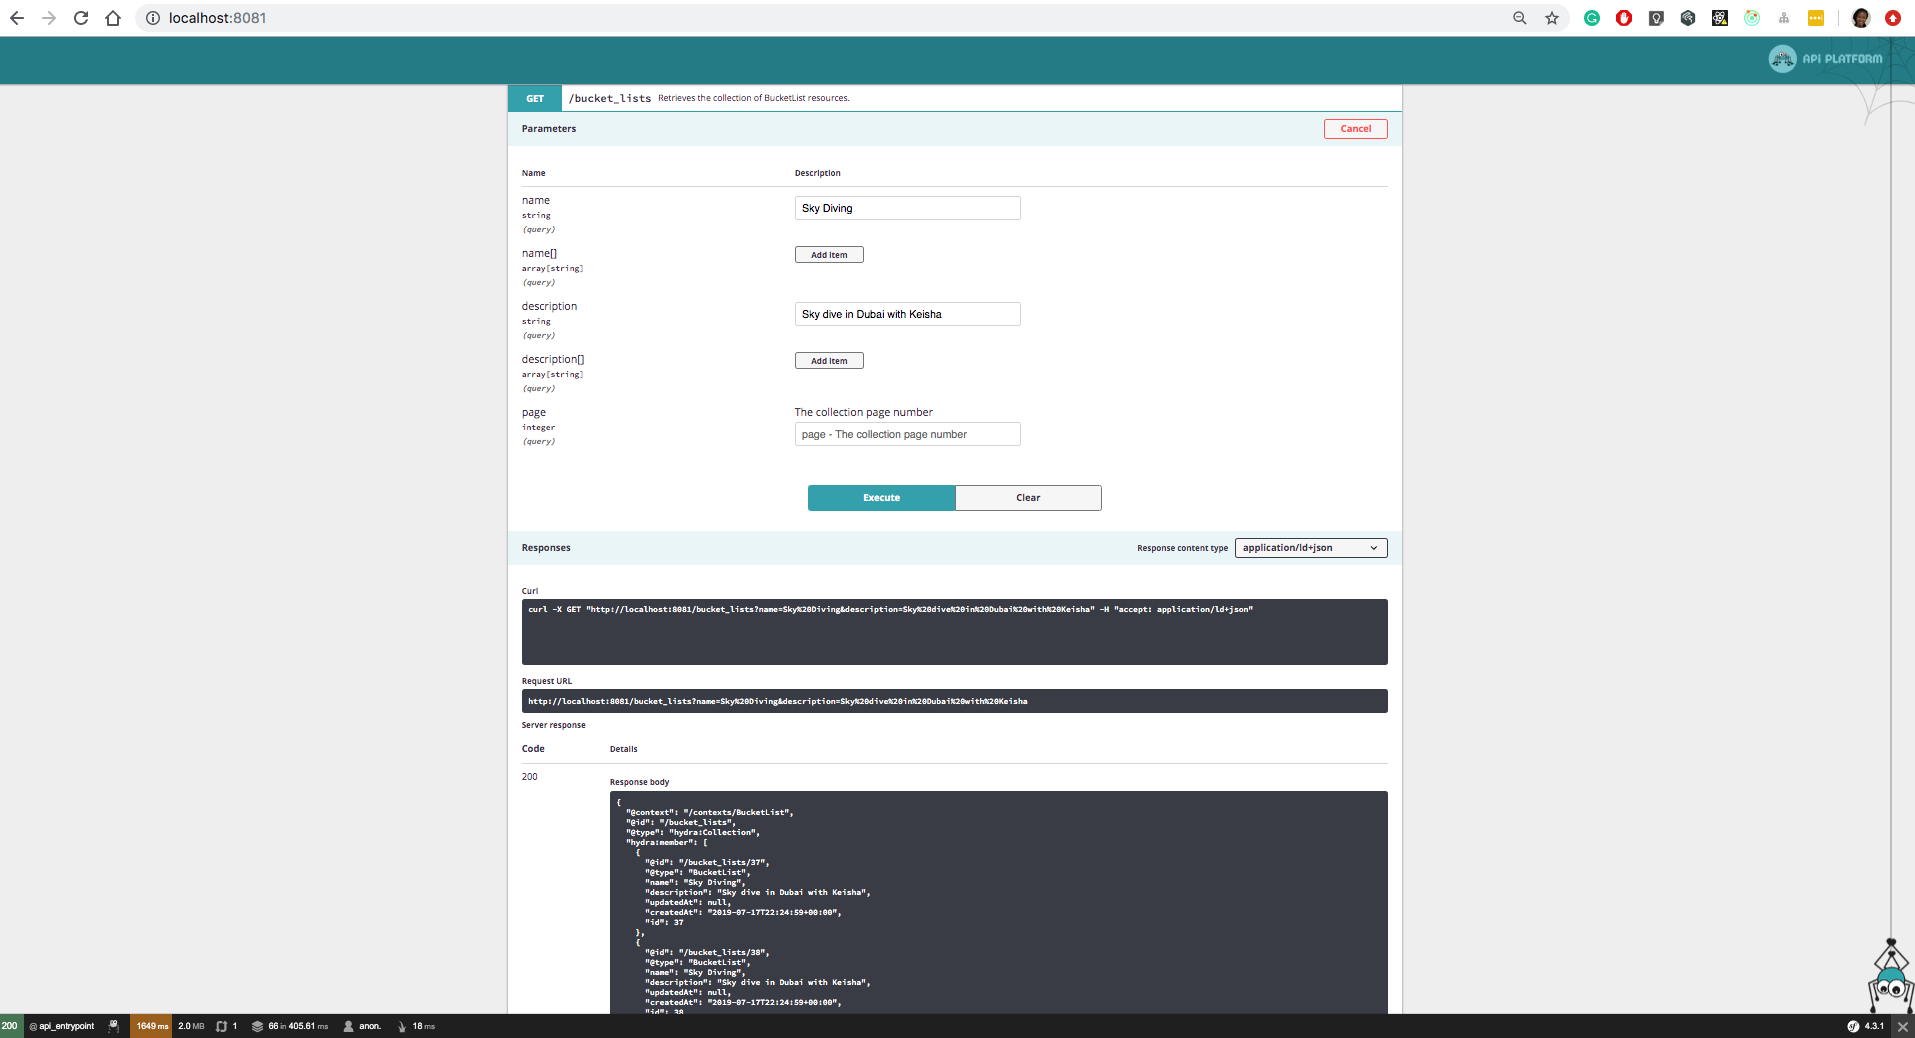 localhost:8081
API PLATFORM
GET /bucket_lists Retrieves the collection of BucketList resources.
Parameters Cancel
Name Description
name
string
(query)
Sky Diving
name[]
array[string]
(query)
Add item
description
string
(query)
Sky dive in Dubai with Keisha
description[]
array[string]
(query)
Add item
page
integer
(query)
The collection page number
page - The collection page number
Execute Clear
Responses Response content type application/ld+json
Curl
curl -X GET "http://localhost:8081/bucket_lists?name=Sky%20Diving&description=Sky%20dive%20in%20Dubai%20with%20Keisha" -H "accept: application/ld+json"
Request URL
http://localhost:8081/bucket_lists?name=Sky%20Diving&description=Sky%20dive%20in%20Dubai%20with%20Keisha
Server response
Code Details
200
Response body
{
"@context": "/contexts/BucketList",
"@id": "/bucket_lists",
"@type": "hydra:Collection",
"hydra:member": [
{
"@id": "/bucket_lists/37",
"@type": "BucketList",
"name": "Sky Diving",
"description": "Sky dive in Dubai with Keisha",
"updatedAt": null,
"createdAt": "2019-07-17T22:24:59+00:00",
"id": 37
},
{
"@id": "/bucket_lists/38",
"@type": "BucketList",
"name": "Sky Diving",
"description": "Sky dive in Dubai with Keisha",
"updatedAt": null,
"createdAt": "2019-07-17T22:24:59+00:00",
"id": 38
200 @ api_entrypoint 1649 ms 2.0 MB 1 66 in 405.61 ms anon. 18 ms 4.3.1